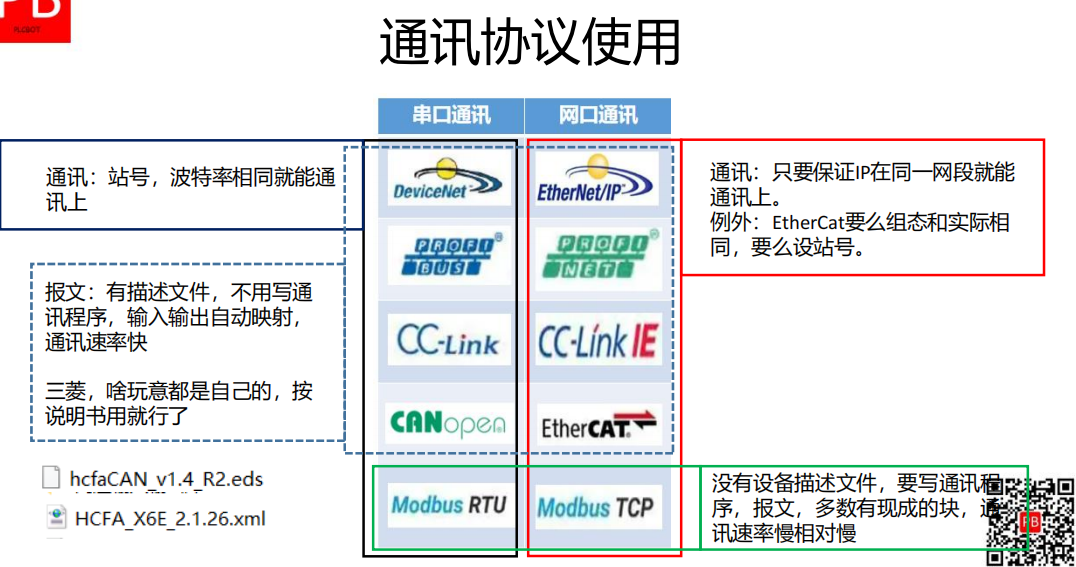 PB
PLCBOY
通讯协议使用
串口通讯
网口通讯
通讯：站号，波特率相同就能通
讯上
DeviceNet
EtherNet/IP
通讯：只要保证IP在同一网段就能
通讯上。
例外：EtherCat要么组态和实际相
同，要么设站号。
PROFI
BUS
PROFI
NET
报文：有描述文件，不用写通
讯程序，输入输出自动映射，
通讯速率快
三菱，啥玩意都是自己的，按
说明书用就行了
CC-Link
CC-Link IE
CANopen
EtherCAT
hcfaCAN_v1.4_R2.eds
HCFA_X6E_2.1.26.xml
Modbus RTU
Modbus TCP
没有设备描述文件，要写通讯程
序，报文，多数有现成的块，通
讯速率慢相对慢
PB